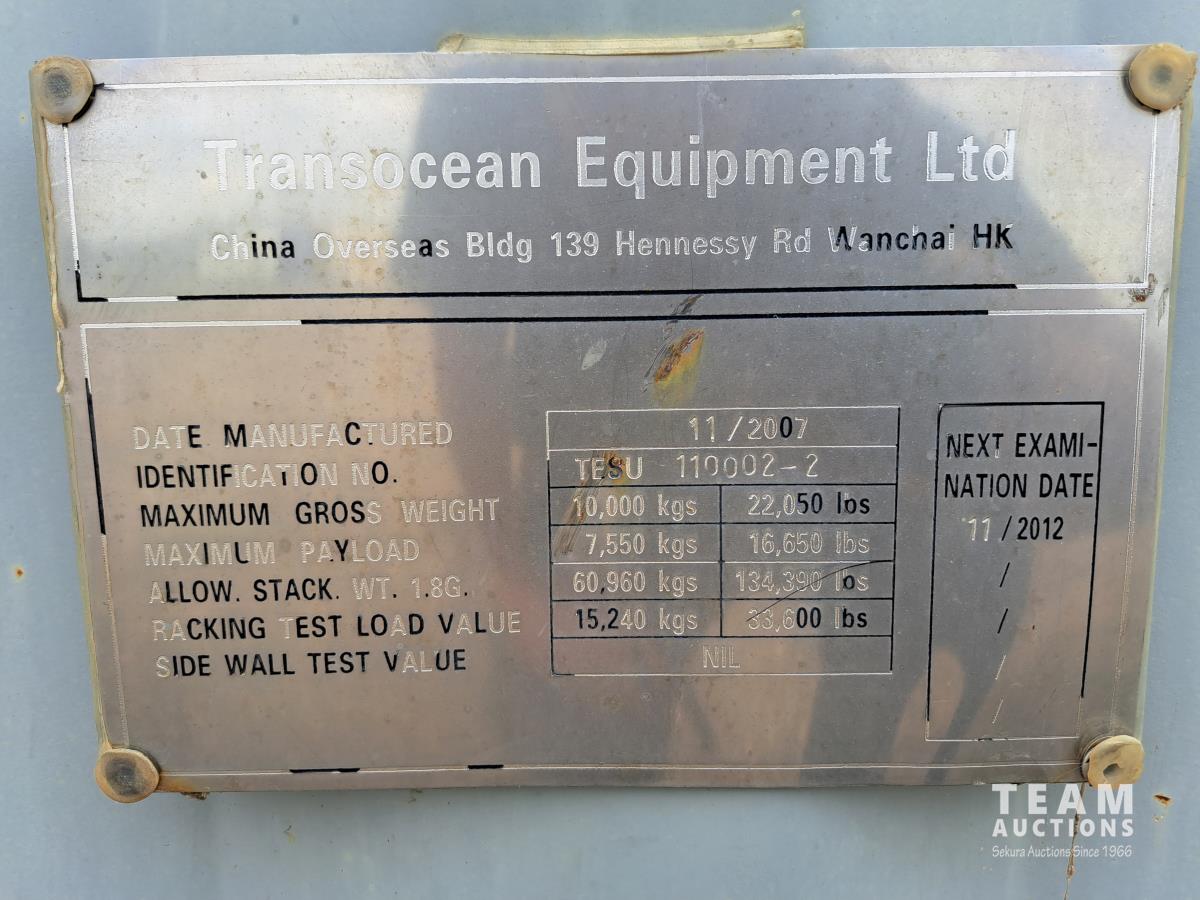 Transocean Equipment Ltd
China Overseas Bldg 139 Hennessy Rd Wanchai HK
DATE MANUFACTURED 11/2007
IDENTIFICATION NO. TESU 110002-2
MAXIMUM GROSS WEIGHT 10,000 kgs 22,050 lbs
MAXIMUM PAYLOAD 7,550 kgs 16,650 lbs
ALLOW. STACK. WT. 1.8G. 60,960 kgs 134,390 lbs
RACKING TEST LOAD VALUE 15,240 kgs 33,600 lbs
SIDE WALL TEST VALUE NIL
NEXT EXAMI-
NATION DATE
11/2012
/
/
/
/
TEAM
AUCTIONS
Sekura Auctions Since 1966